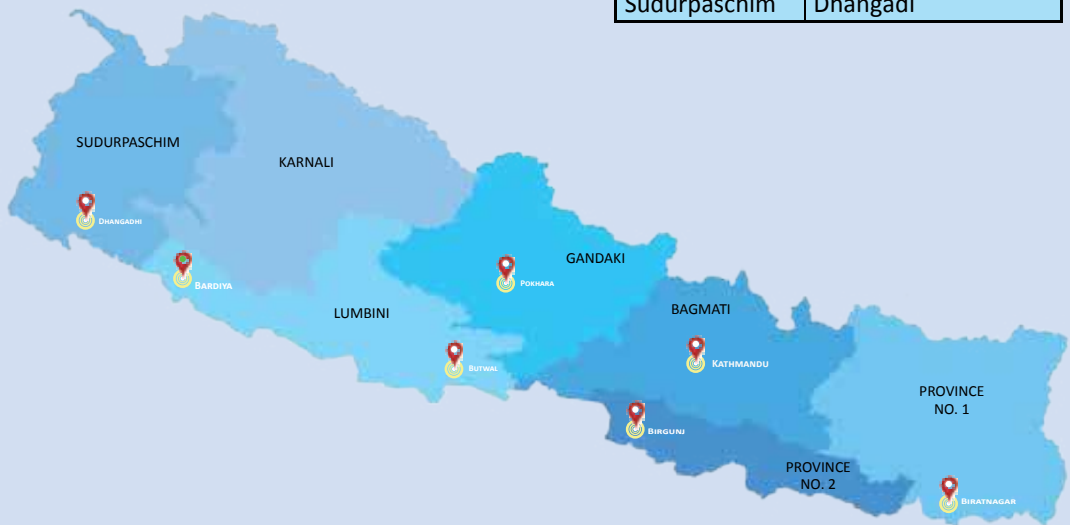 Sudurpaschim Dhangadi
SUDURPASCHIM
KARNALI
DHANGADHI
GANDAKI
BARDIYA
POKHARA
LUMBINI
BAGMATI
BUTWAL
KATHMANDU
PROVINCE
NO. 1
BIRGUNJ
PROVINCE
NO. 2
BIRATNAGAR